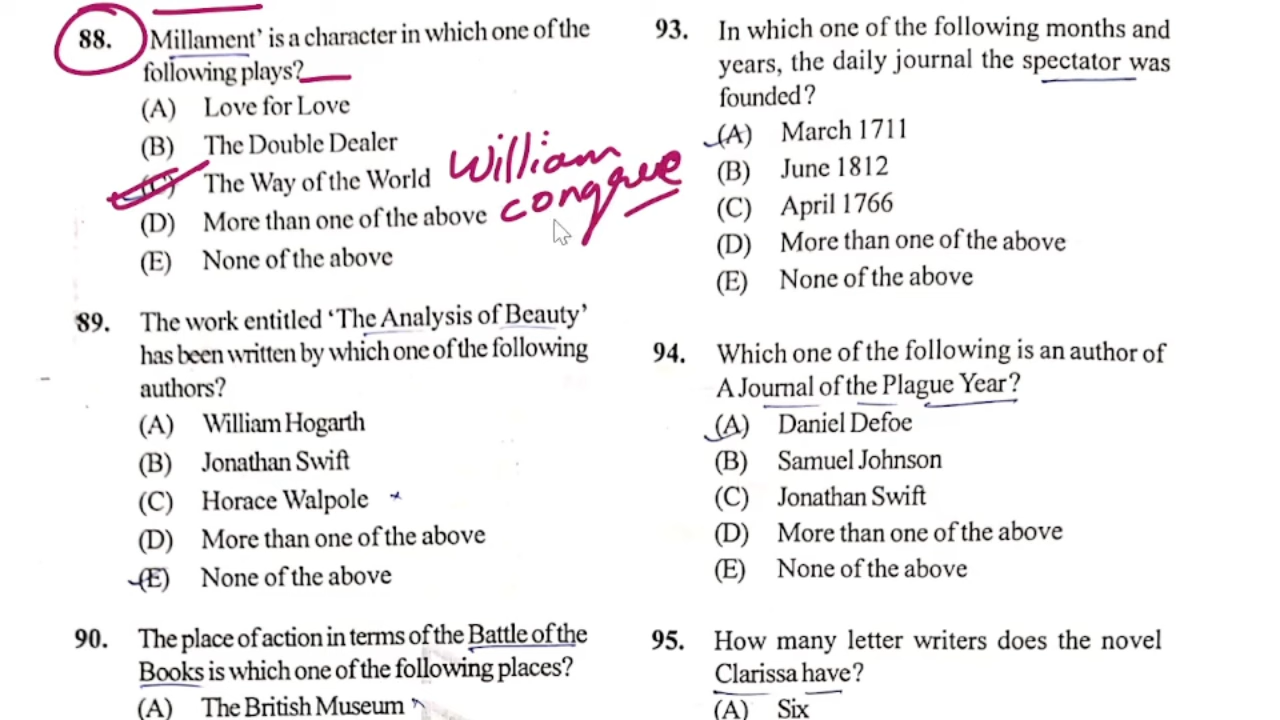 88. 'Millament' is a character in which one of the
following plays?
(A) Love for Love
(B) The Double Dealer
(C) The Way of the World
William
congreve
(D) More than one of the above
(E) None of the above
89. The work entitled 'The Analysis of Beauty'
has been written by which one of the following
authors?
(A) William Hogarth
(B) Jonathan Swift
(C) Horace Walpole
(D) More than one of the above
(E) None of the above
90. The place of action in terms of the Battle of the
Books is which one of the following places?
(A) The British Museum
93. In which one of the following months and
years, the daily journal the spectator was
founded?
(A) March 1711
(B) June 1812
(C) April 1766
(D) More than one of the above
(E) None of the above
94. Which one of the following is an author of
A Journal of the Plague Year?
(A) Daniel Defoe
(B) Samuel Johnson
(C) Jonathan Swift
(D) More than one of the above
(E) None of the above
95. How many letter writers does the novel
Clarissa have?
(A) Six